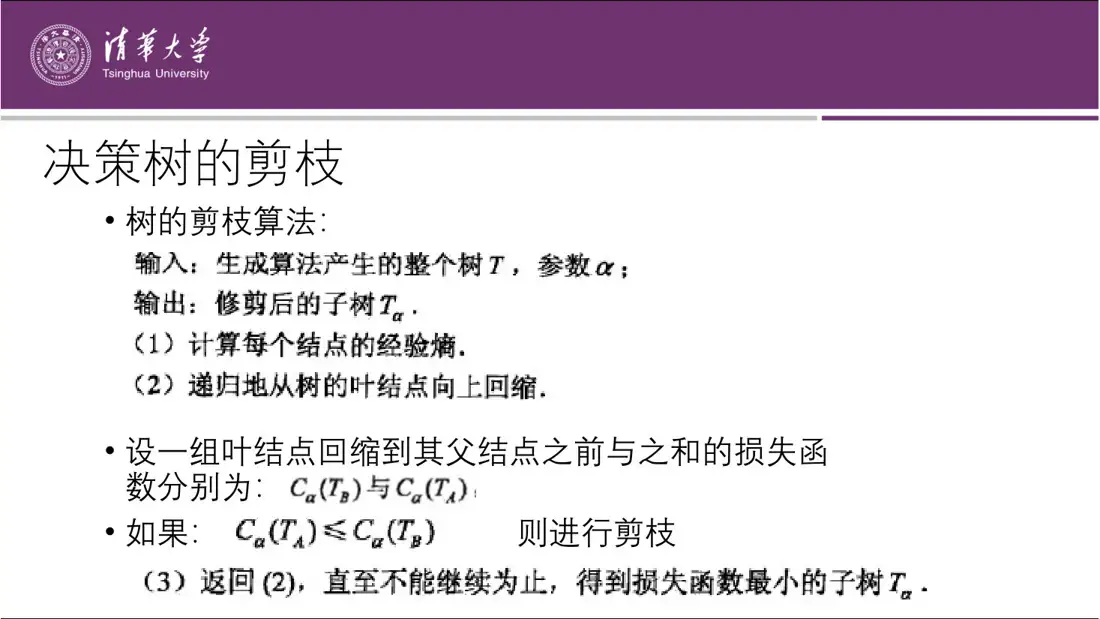 清华大学
Tsinghua University
决策树的剪枝
• 树的剪枝算法：
输入：生成算法产生的整个树 T，参数 α；
输出：修剪后的子树 Tα．
（1）计算每个结点的经验熵．
（2）递归地从树的叶结点向上回缩．
• 设一组叶结点回缩到其父结点之前与之和的损失函
数分别为： Cα(TB) 与 Cα(TA)；
• 如果： Cα(TA) ≤ Cα(TB) 则进行剪枝
（3）返回 (2)，直至不能继续为止，得到损失函数最小的子树 Tα．